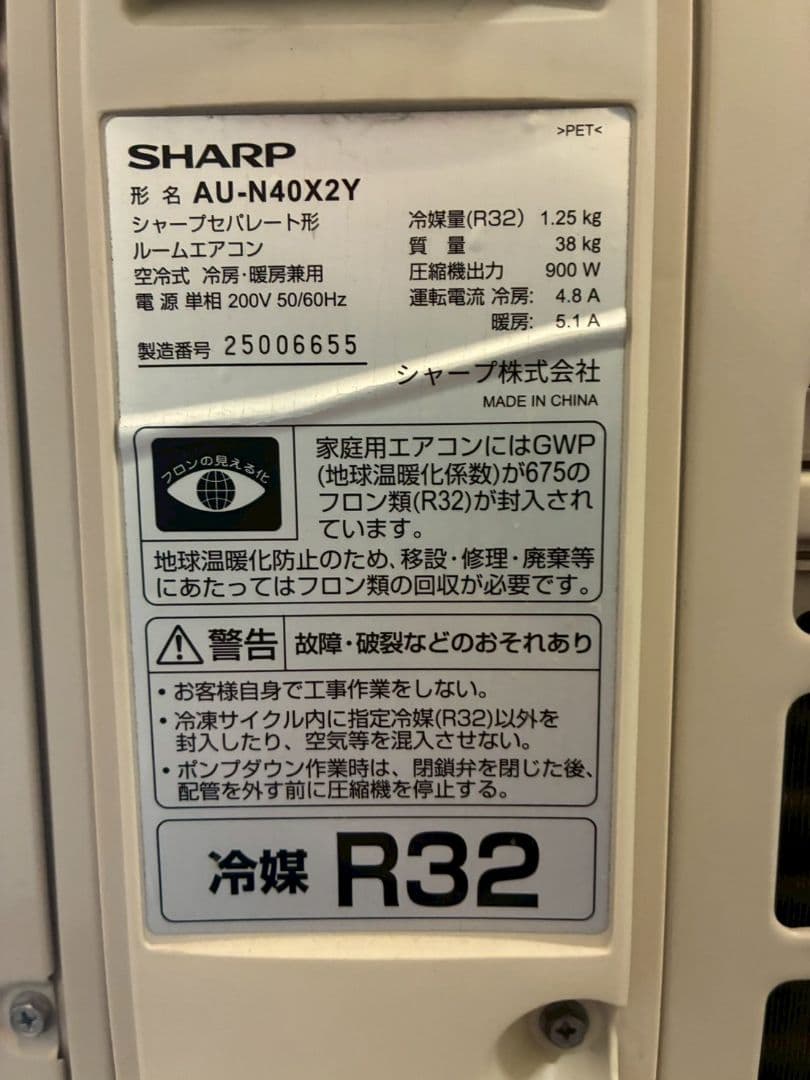 >PET<
SHARP
形名 AU-N40X2Y
シャープセパレート形
ルームエアコン
空冷式 冷房・暖房兼用
電源 単相 200V 50/60Hz
製造番号 25006655
冷媒量(R32) 1.25 kg
質量 38 kg
圧縮機出力 900 W
運転電流 冷房: 4.8 A
暖房: 5.1 A
シャープ株式会社
MADE IN CHINA
フロンの見える化
家庭用エアコンにはGWP
(地球温暖化係数)が675の
フロン類(R32)が封入され
ています。
地球温暖化防止のため、移設・修理・廃棄等
にあたってはフロン類の回収が必要です。
警告 故障・破裂などのおそれあり
・お客様自身で工事作業をしない。
・冷凍サイクル内に指定冷媒(R32)以外を
封入したり、空気等を混入させない。
・ポンプダウン作業時は、閉鎖弁を閉じた後、
配管を外す前に圧縮機を停止する。
冷媒 R32